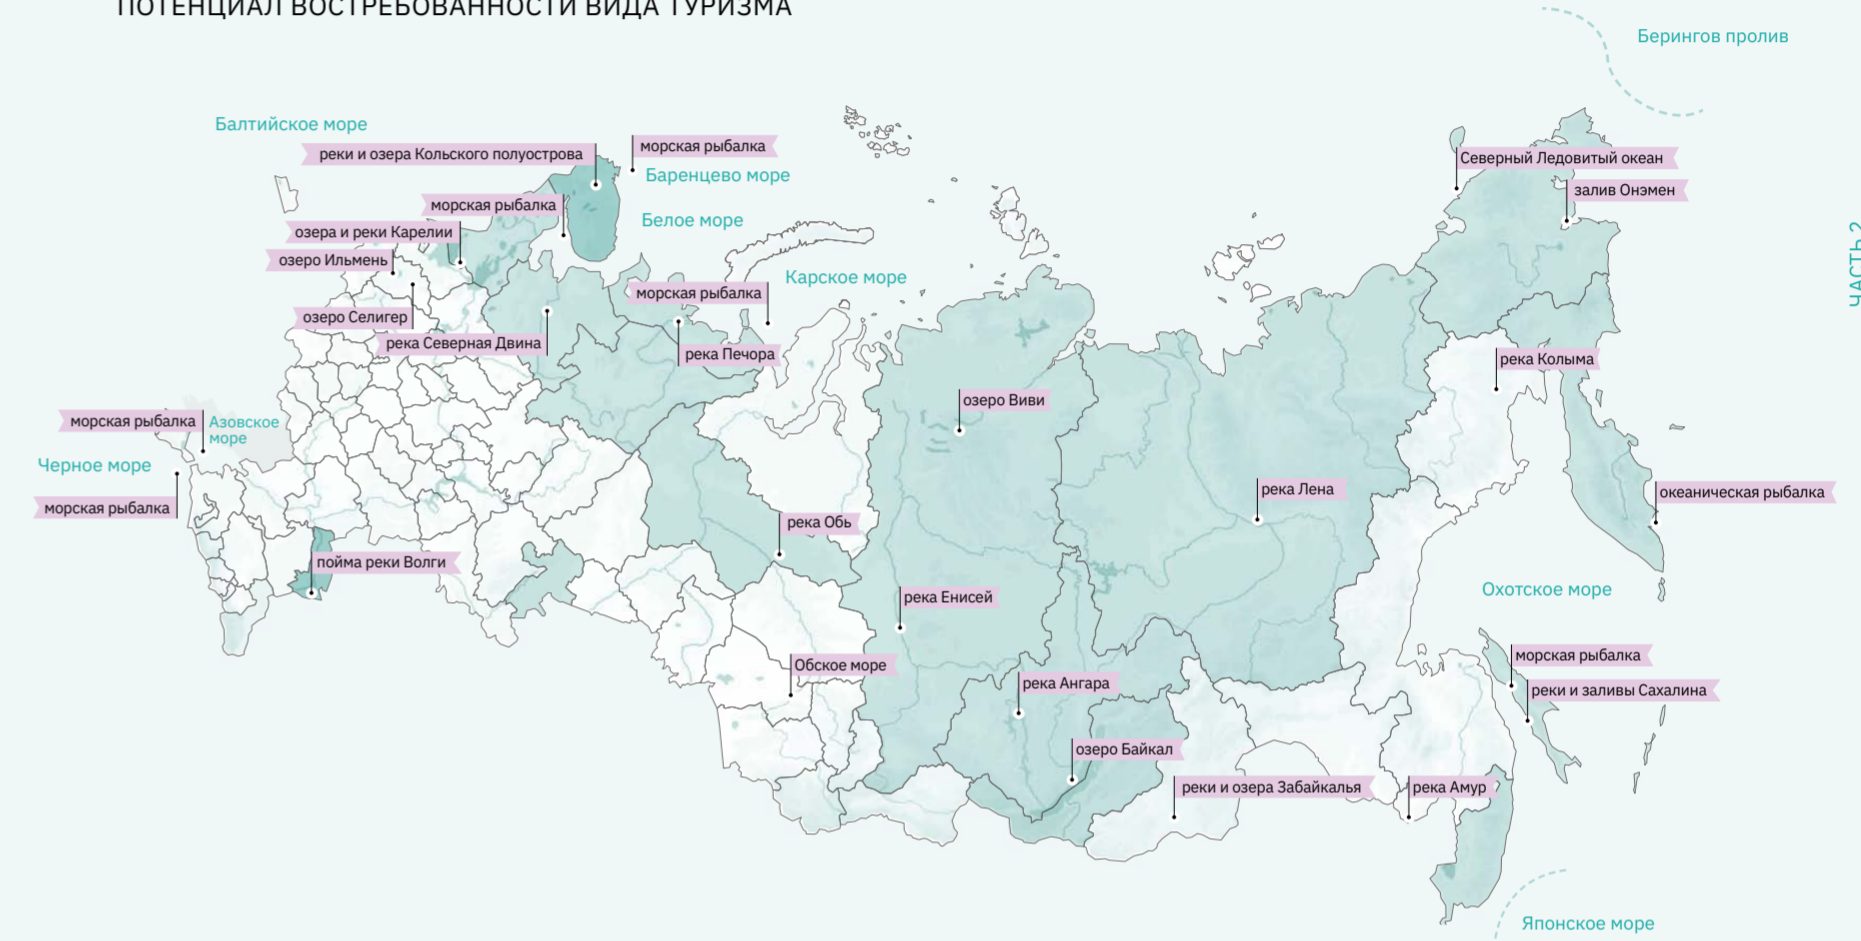 ПОТЕНЦИАЛ ВОСТРЕБОВАННОСТИ ВИДА ТУРИЗМА
Берингов пролив
Балтийское море
реки и озера Кольского полуострова
морская рыбалка
Баренцево море
Северный Ледовитый океан
залив Онэмен
морская рыбалка
Белое море
озера и реки Карелии
озеро Ильмень
ЧАСТЬ 2
Карское море
морская рыбалка
озеро Селигер
река Северная Двина
река Печора
река Колыма
озеро Виви
морская рыбалка
Азовское
море
Черное море
морская рыбалка
река Лена
океаническая рыбалка
река Обь
пойма реки Волги
река Енисей
Охотское море
Обское море
морская рыбалка
река Ангара
реки и заливы Сахалина
озеро Байкал
реки и озера Забайкалья
река Амур
Японское море